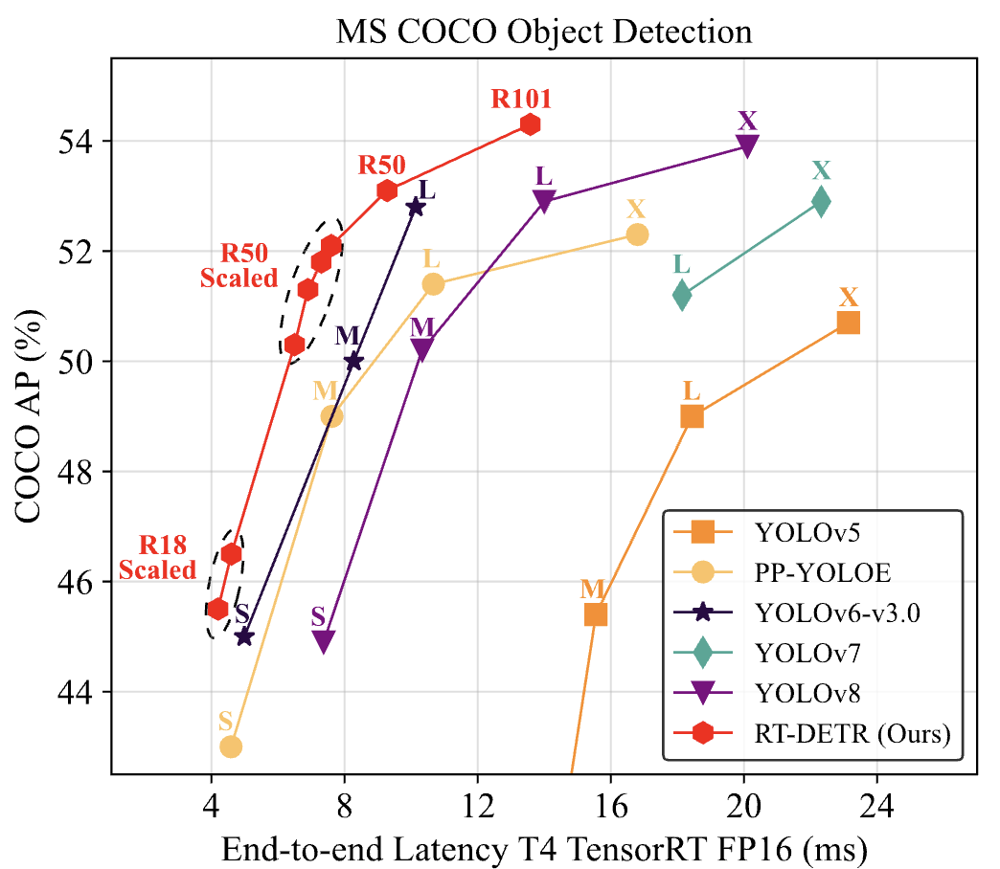 MS COCO Object Detection
COCO AP (%)
54
52
50
48
46
44
R101
R50
R50
Scaled
R18
Scaled
L
M
S
L
X
M
S
L
X
M
S
L
X
X
L
M
YOLOv5
PP-YOLOE
YOLOv6-v3.0
YOLOv7
YOLOv8
RT-DETR (Ours)
4
8
12
16
20
24
End-to-end Latency T4 TensorRT FP16 (ms)